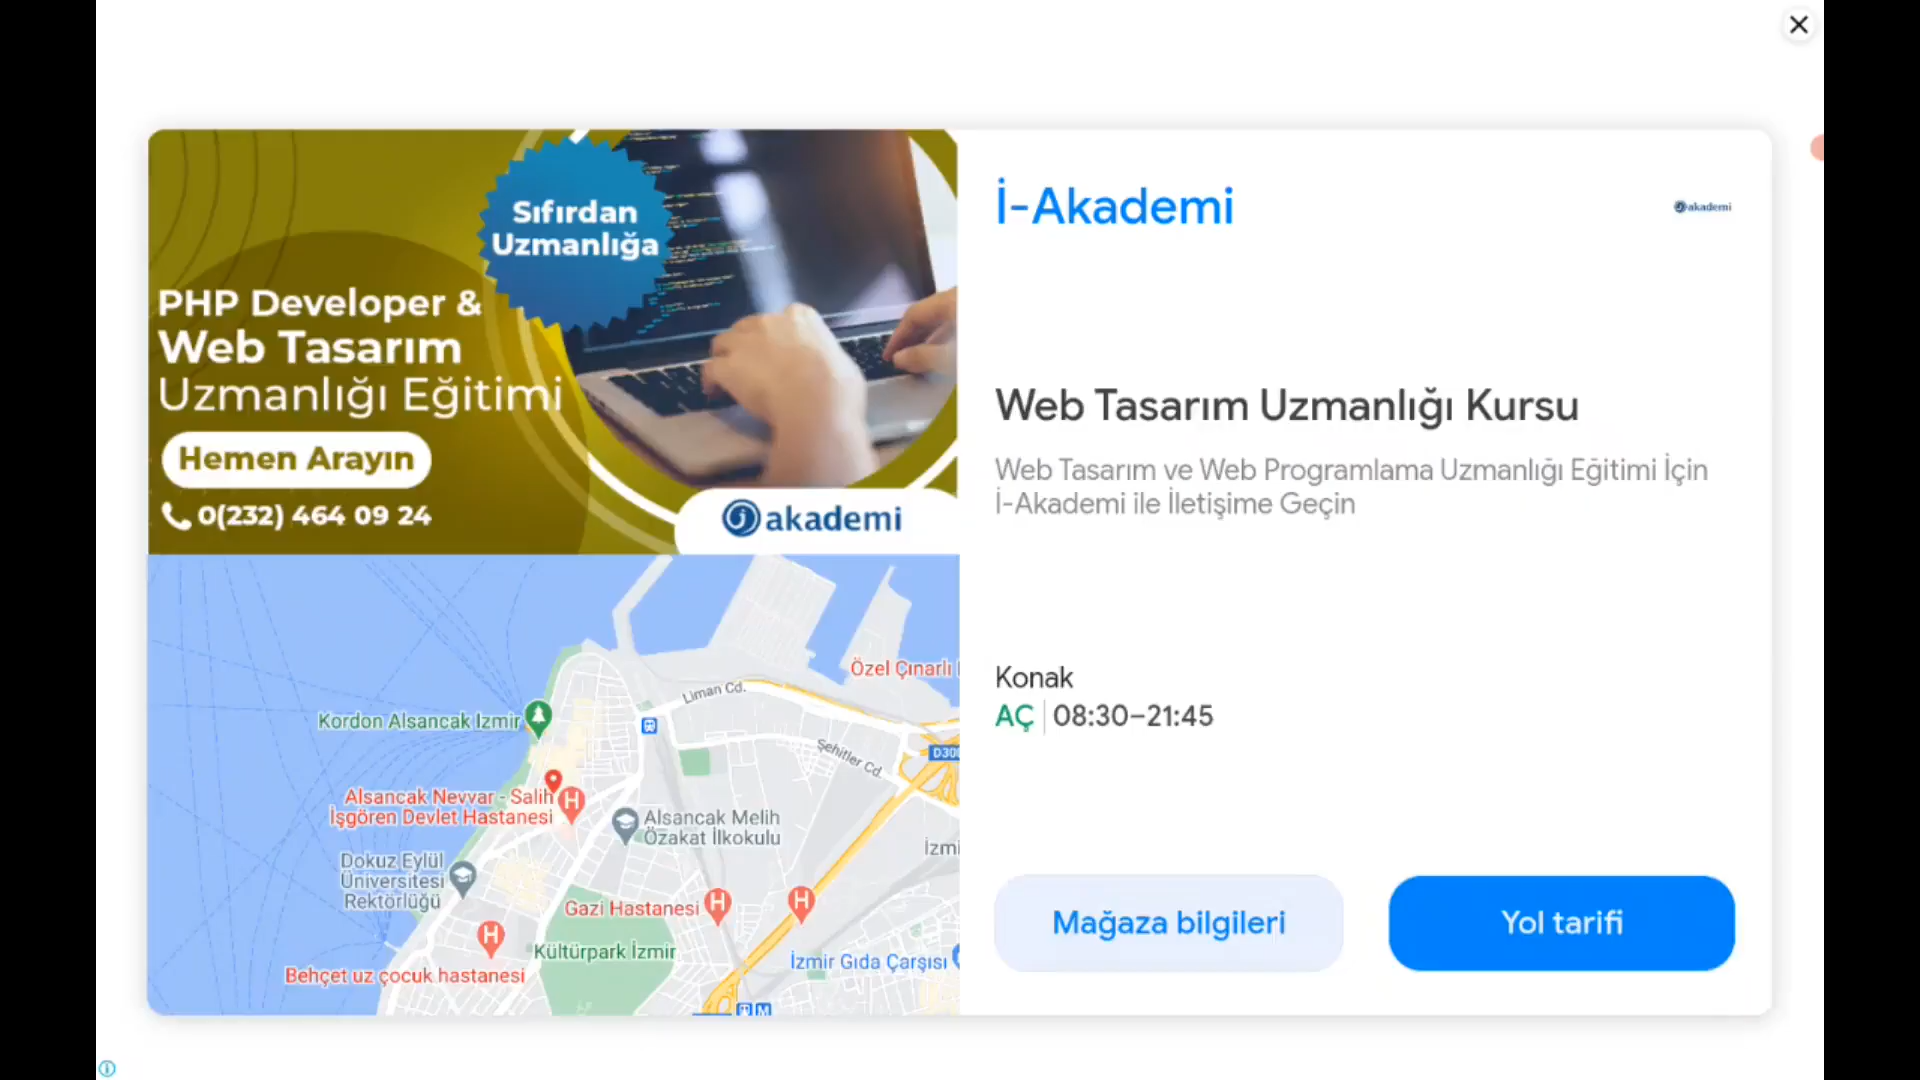 Sıfırdan
Uzmanlığa
PHP Developer &
Web Tasarım
Uzmanlığı Eğitimi
Hemen Arayın
0(232) 464 09 24
akademi
İ-Akademi
akademi
Web Tasarım Uzmanlığı Kursu
Web Tasarım ve Web Programlama Uzmanlığı Eğitimi İçin
İ-Akademi ile İletişime Geçin
Konak
AÇ 08:30–21:45
Mağaza bilgileri
Yol tarifi
Özel Çınarlı
Liman Cd.
Kordon Alsancak Izmir
Şehitler Cd.
D300
Alsancak Nevvar - Salih
İşgören Devlet Hastanesi
H
Alsancak Melih
Özakat İlkokulu
Dokuz Eylül
Üniversitesi
Rektörlüğü
Gazi Hastanesi
H
H
H
Kültürpark İzmir
İzmir Gıda Çarşısı
Behçet uz çocuk hastanesi
M